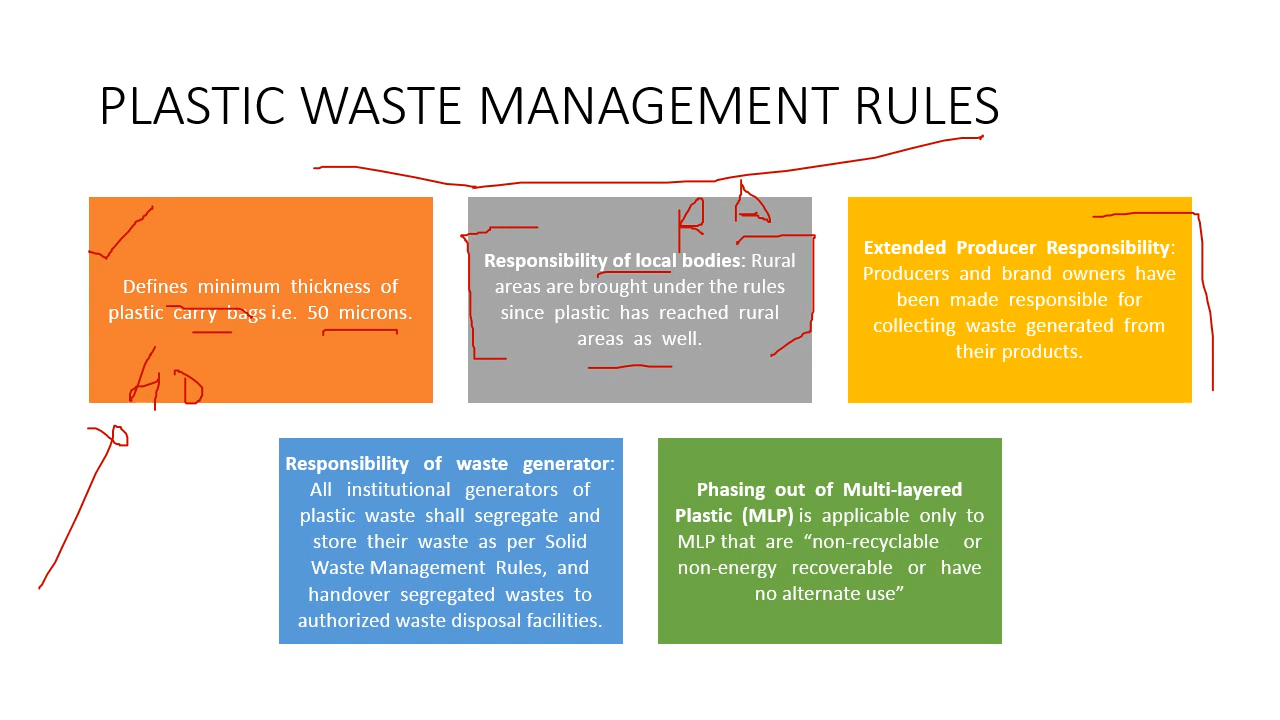 PLASTIC WASTE MANAGEMENT RULES
Defines minimum thickness of
plastic carry bags i.e. 50 microns.
Responsibility of local bodies: Rural
areas are brought under the rules
since plastic has reached rural
areas as well.
Extended Producer Responsibility:
Producers and brand owners have
been made responsible for
collecting waste generated from
their products.
Responsibility of waste generator:
All institutional generators of
plastic waste shall segregate and
store their waste as per Solid
Waste Management Rules, and
handover segregated wastes to
authorized waste disposal facilities.
Phasing out of Multi-layered
Plastic (MLP) is applicable only to
MLP that are “non-recyclable or
non-energy recoverable or have
no alternate use”